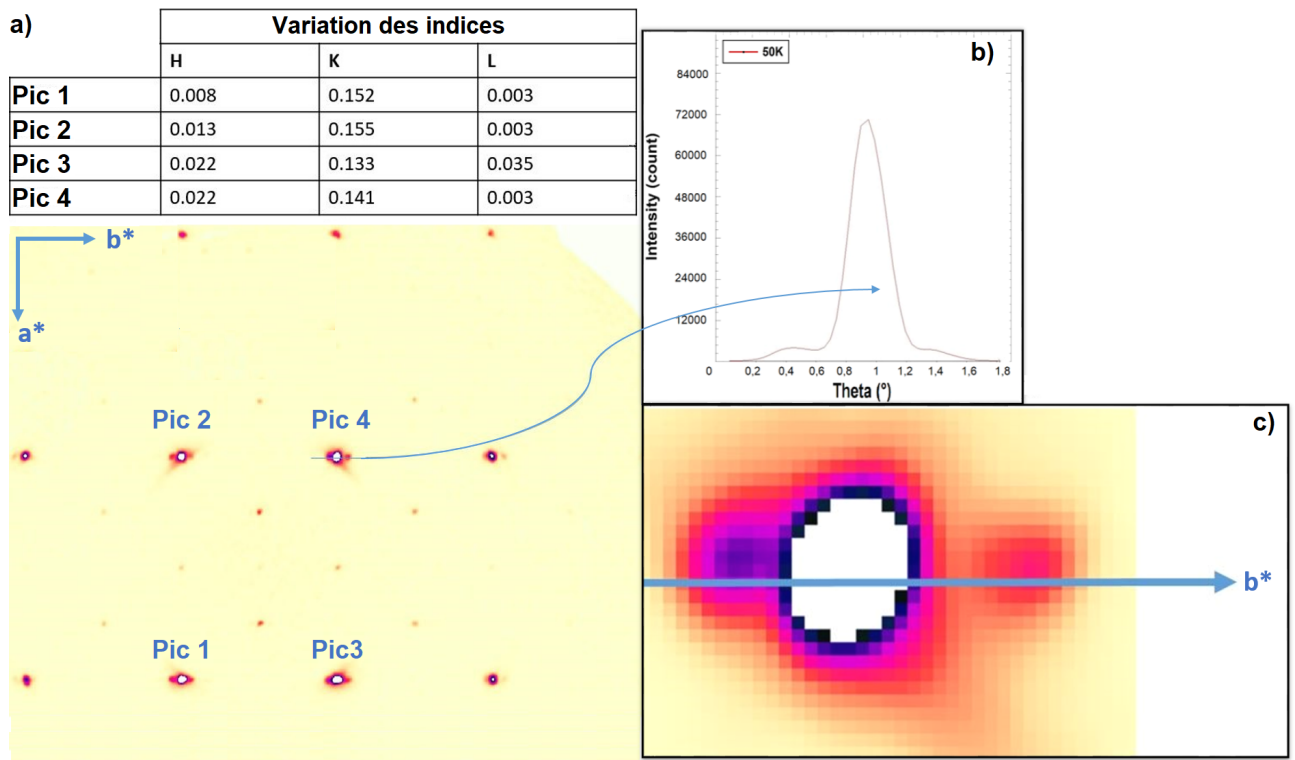 a)
Variation des indices
H K L
Pic 1 0.008 0.152 0.003
Pic 2 0.013 0.155 0.003
Pic 3 0.022 0.133 0.035
Pic 4 0.022 0.141 0.003
b*
a*
Pic 2 Pic 4
Pic 1 Pic3
b)
50K
84000
72000
60000
48000
36000
24000
12000
Intensity (count)
0 0,2 0,4 0,6 0,8 1 1,2 1,4 1,6 1,8
Theta (°)
c)
b*